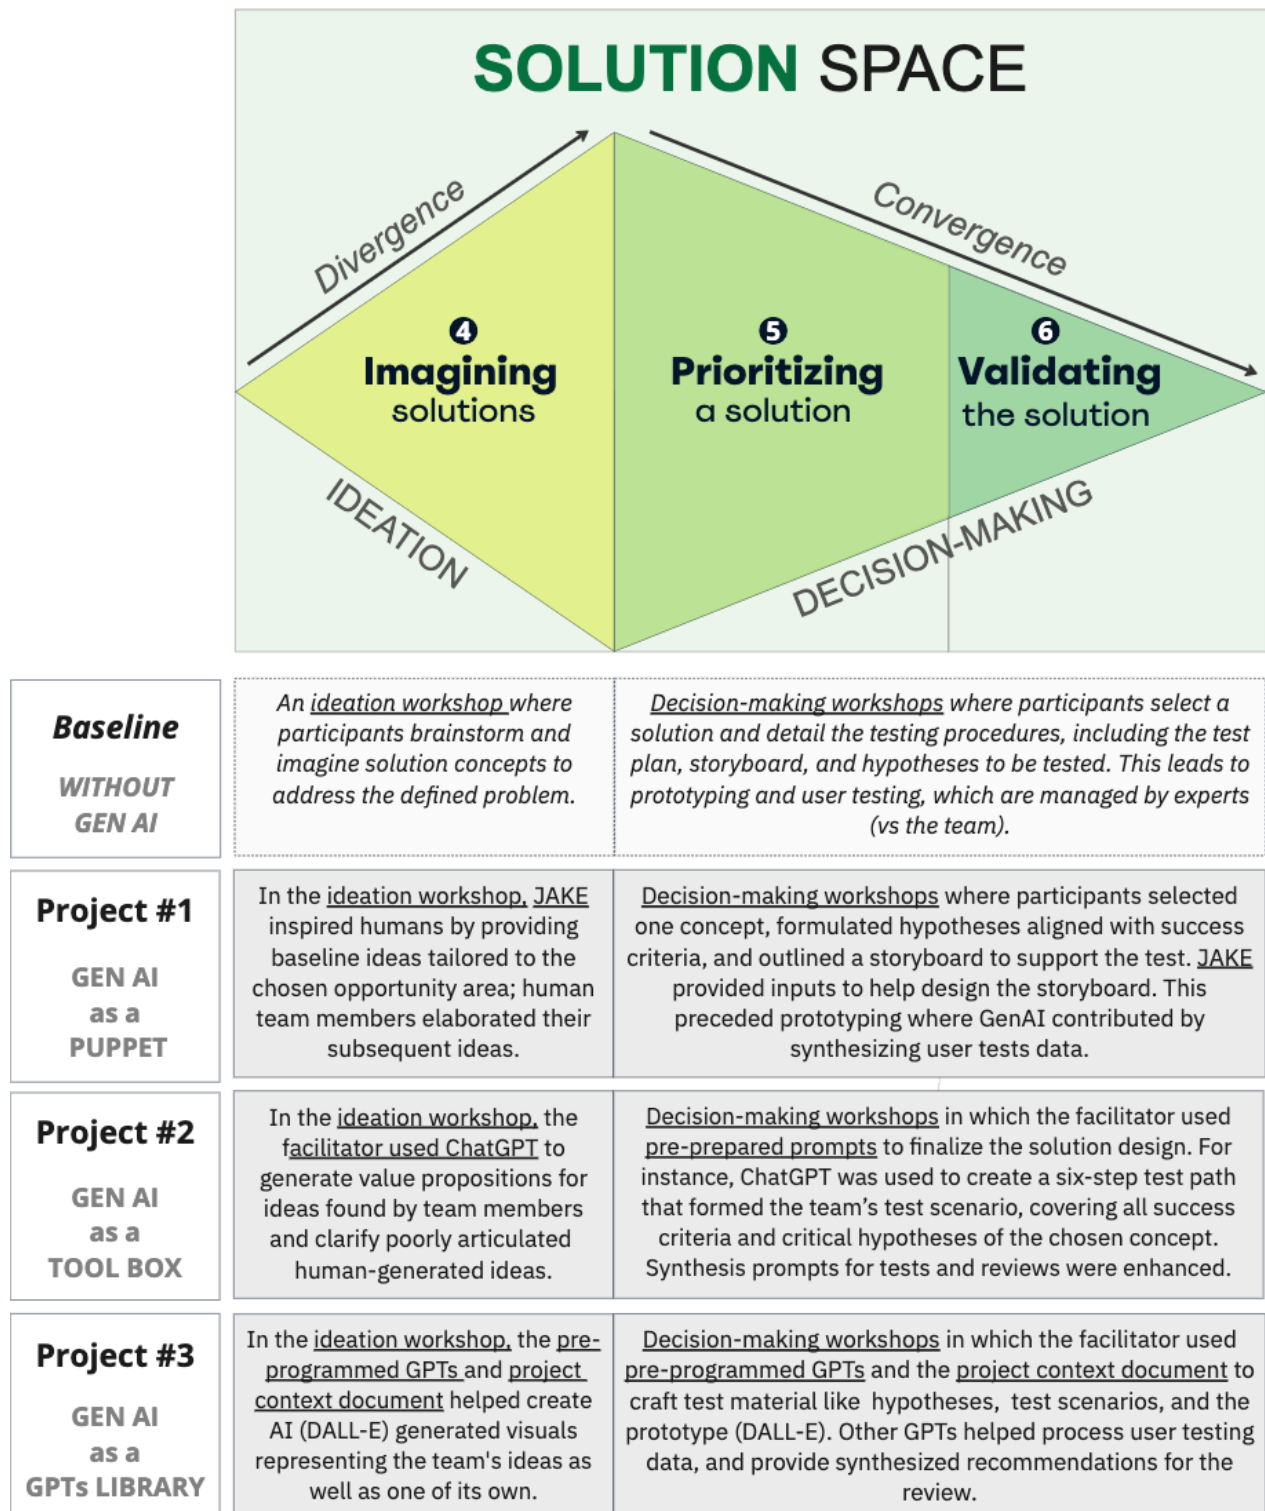 SOLUTION SPACE
Divergence
Convergence
4
Imagining
solutions
5
Prioritizing
a solution
6
Validating
the solution
IDEATION
DECISION-MAKING
Baseline
WITHOUT
GEN AI
An ideation workshop where
participants brainstorm and
imagine solution concepts to
address the defined problem.
Decision-making workshops where participants select a
solution and detail the testing procedures, including the test
plan, storyboard, and hypotheses to be tested. This leads to
prototyping and user testing, which are managed by experts
(vs the team).
Project #1
GEN AI
as a
PUPPET
In the ideation workshop, JAKE
inspired humans by providing
baseline ideas tailored to the
chosen opportunity area; human
team members elaborated their
subsequent ideas.
Decision-making workshops where participants selected
one concept, formulated hypotheses aligned with success
criteria, and outlined a storyboard to support the test. JAKE
provided inputs to help design the storyboard. This
preceded prototyping where GenAI contributed by
synthesizing user tests data.
Project #2
GEN AI
as a
TOOL BOX
In the ideation workshop, the
facilitator used ChatGPT to
generate value propositions for
ideas found by team members
and clarify poorly articulated
human-generated ideas.
Decision-making workshops in which the facilitator used
pre-prepared prompts to finalize the solution design. For
instance, ChatGPT was used to create a six-step test path
that formed the team's test scenario, covering all success
criteria and critical hypotheses of the chosen concept.
Synthesis prompts for tests and reviews were enhanced.
Project #3
GEN AI
as a
GPTs LIBRARY
In the ideation workshop, the pre-
programmed GPTs and project
context document helped create
AI (DALL-E) generated visuals
representing the team's ideas as
well as one of its own.
Decision-making workshops in which the facilitator used
pre-programmed GPTs and the project context document to
craft test material like hypotheses, test scenarios, and the
prototype (DALL-E). Other GPTs helped process user testing
data, and provide synthesized recommendations for the
review.